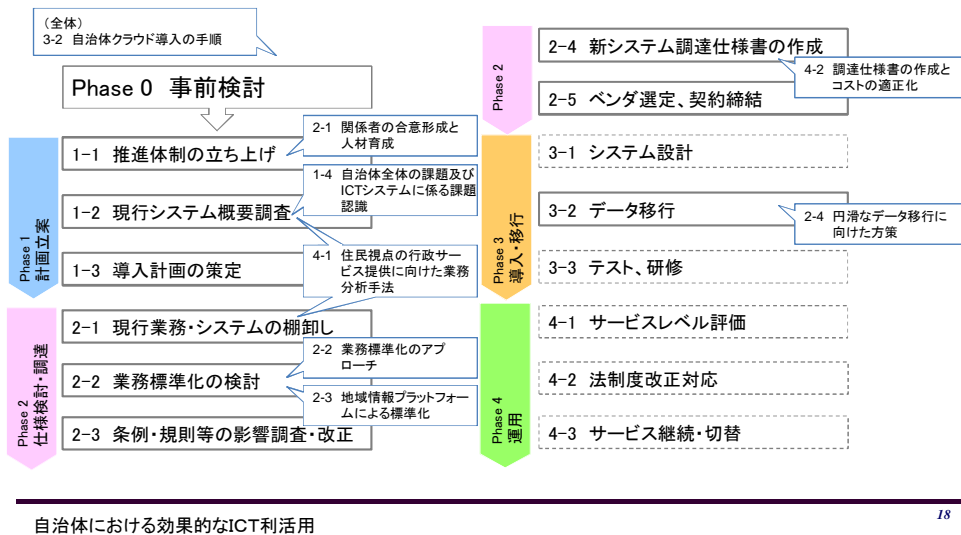 （全体）
3-2 自治体クラウド導入の手順
Phase 0 事前検討
Phase 1
計画立案
1-1 推進体制の立ち上げ
2-1 関係者の合意形成と
人材育成
1-2 現行システム概要調査
1-4 自治体全体の課題及び
ICTシステムに係る課題
認識
1-3 導入計画の策定
4-1 住民視点の行政サー
ビス提供に向けた業務
分析手法
Phase 2
仕様検討・調達
2-1 現行業務・システムの棚卸し
2-2 業務標準化の検討
2-2 業務標準化のアプ
ローチ
2-3 地域情報プラットフォー
ムによる標準化
2-3 条例・規則等の影響調査・改正
Phase 2
2-4 新システム調達仕様書の作成
4-2 調達仕様書の作成と
コストの適正化
2-5 ベンダ選定、契約締結
Phase 3
導入・移行
3-1 システム設計
3-2 データ移行
2-4 円滑なデータ移行に
向けた方策
3-3 テスト、研修
Phase 4
運用
4-1 サービスレベル評価
4-2 法制度改正対応
4-3 サービス継続・切替
自治体における効果的なICT利活用
18